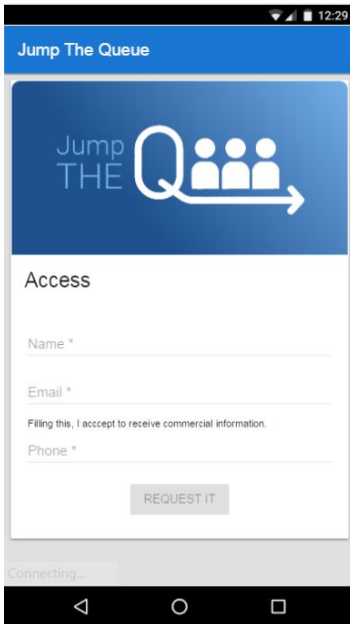 12:29
Jump The Queue
Jump
THE Q
Access
Name *
Email *
Filling this, I acccept to receive commercial information.
Phone *
REQUEST IT
Connecting...